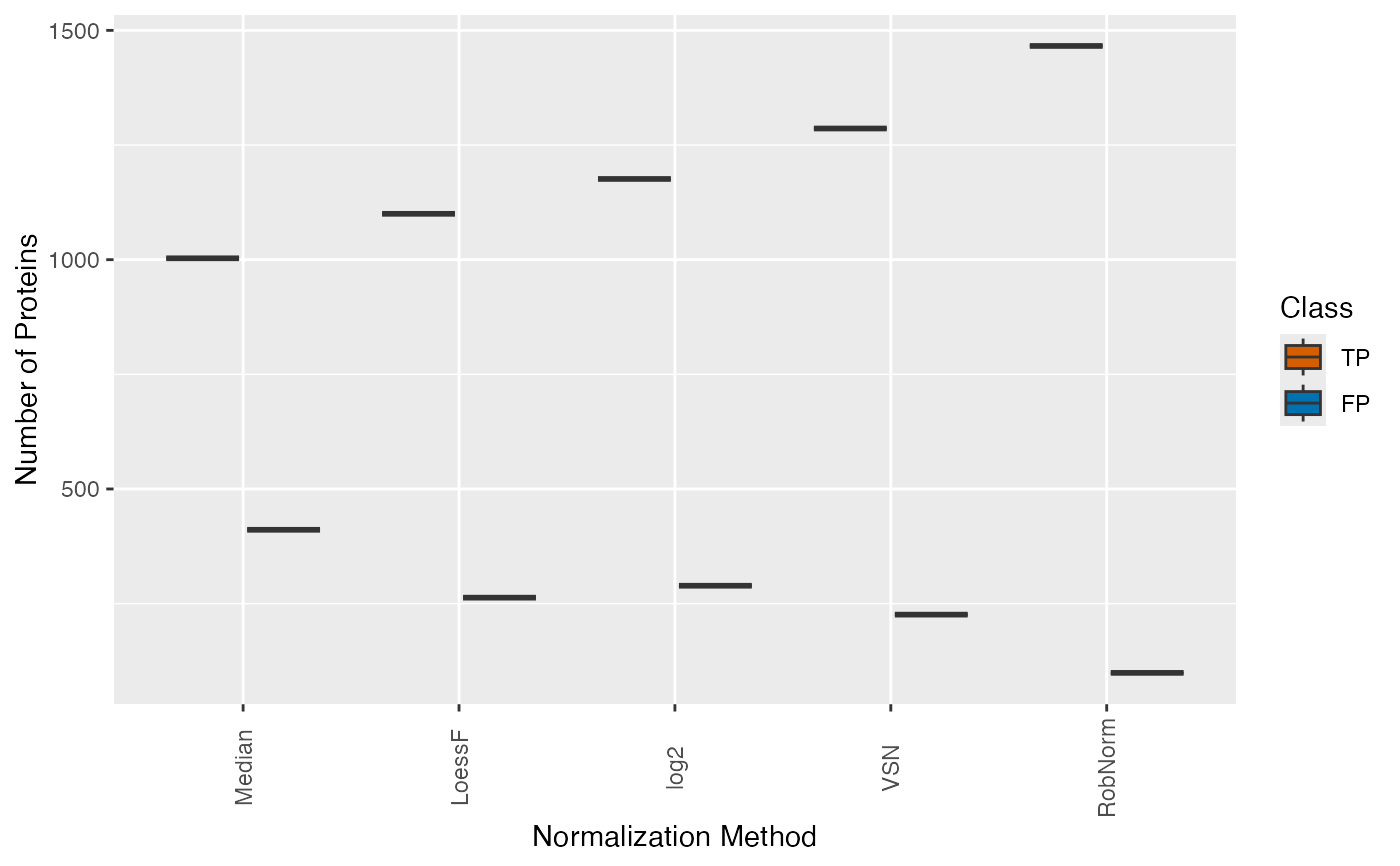 1500
1000
500
Number of Proteins
Median
LoessF
log2
VSN
RobNorm
Normalization Method
Class
TP
FP